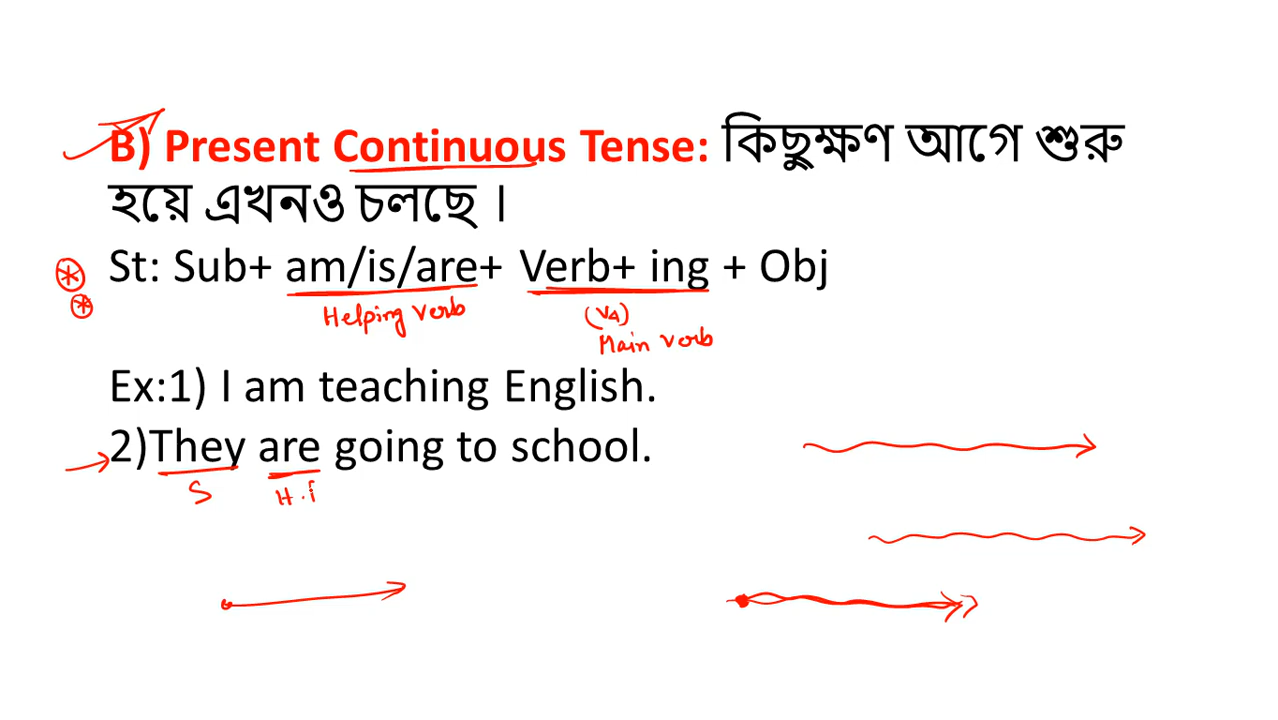 B) Present Continuous Tense: কিছুক্ষণ আগে শুরু
হয়ে এখনও চলছে ।
St: Sub+ am/is/are+ Verb+ ing + Obj
Helping verb
Main verb
Ex:1) I am teaching English.
2)They are going to school.
S